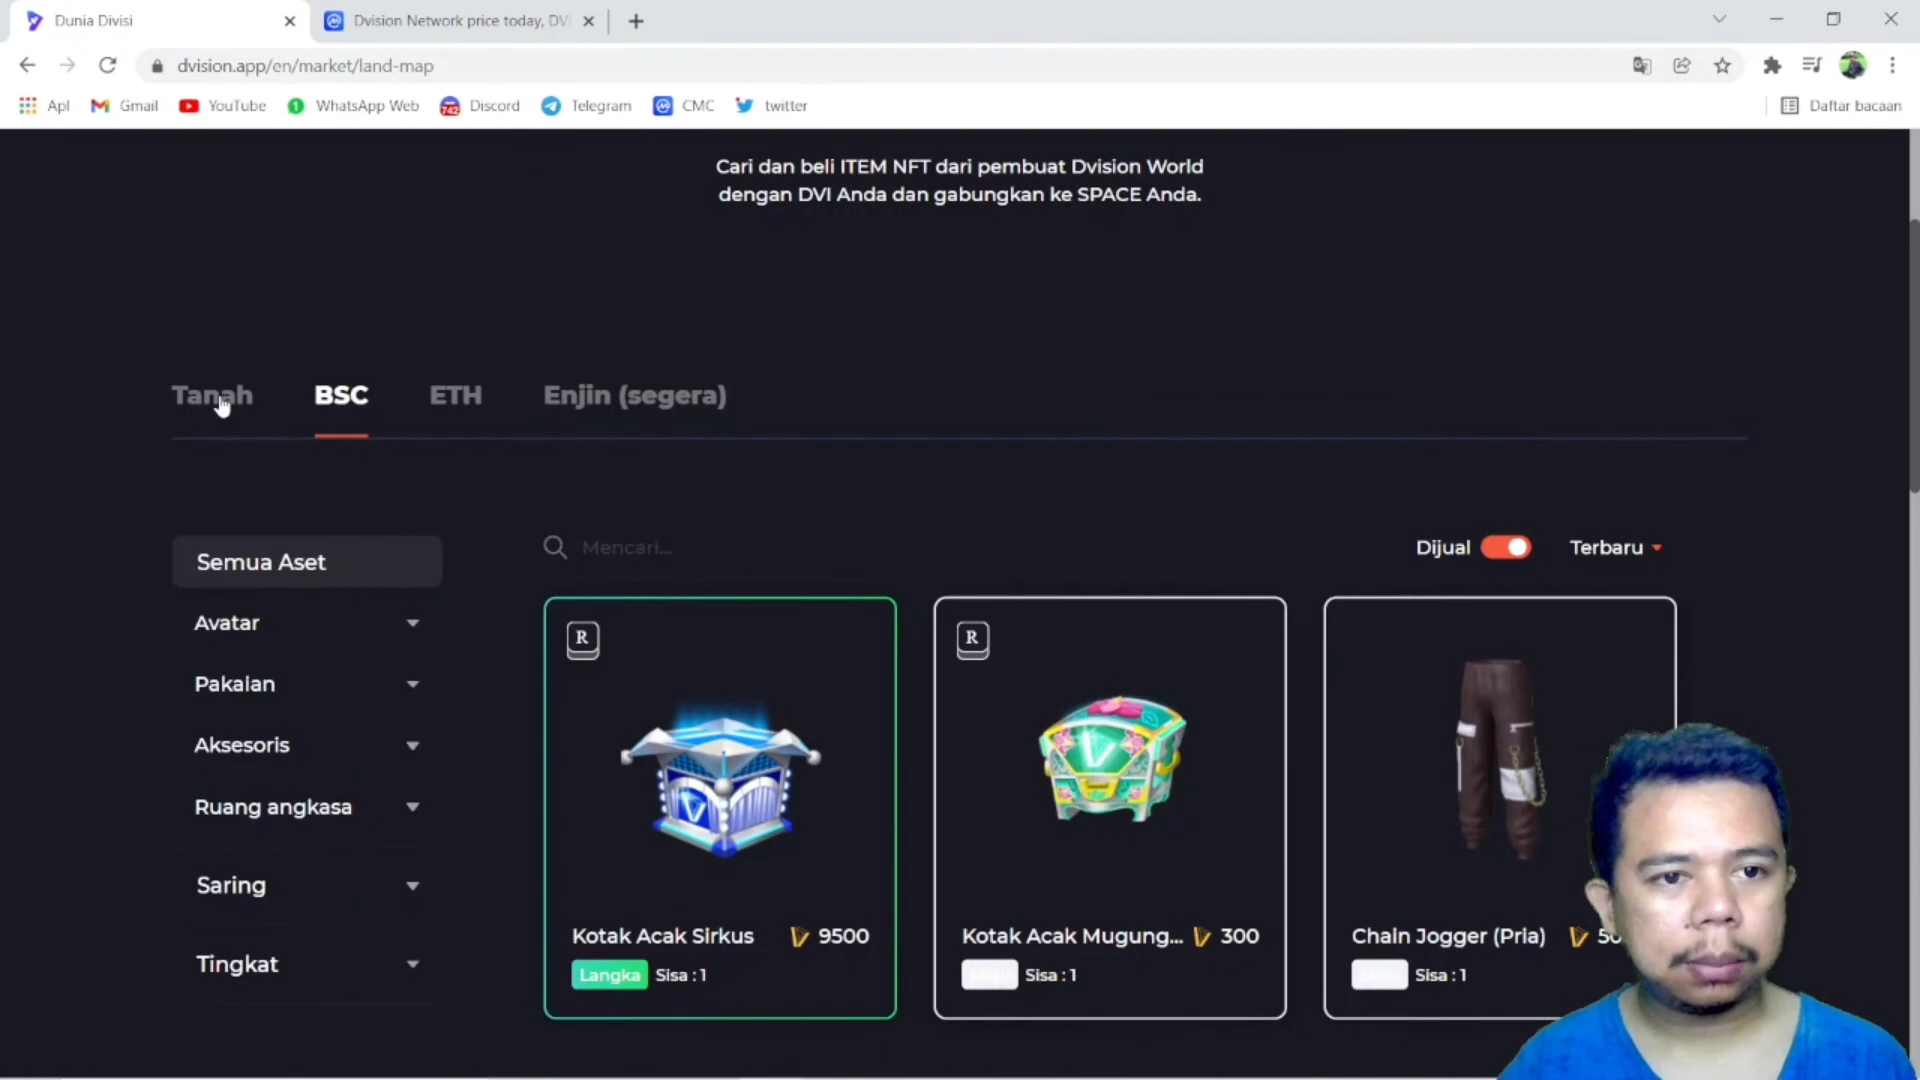 Dunia Divisi
Dvision Network price today, DV
dvision.app/en/market/land-map
Apl
Gmail
YouTube
1
WhatsApp Web
742
Discord
Telegram
CMC
twitter
Daftar bacaan
Cari dan beli ITEM NFT dari pembuat Dvision World
dengan DVI Anda dan gabungkan ke SPACE Anda.
Tanah
BSC
ETH
Enjin (segera)
Semua Aset
Mencari...
Dijual
Terbaru
Avatar
Pakaian
Aksesoris
Ruang angkasa
Saring
Tingkat
R
Kotak Acak Sirkus
9500
Langka
Sisa : 1
R
Kotak Acak Mugung...
300
Sisa : 1
Chain Jogger (Pria)
Sisa : 1